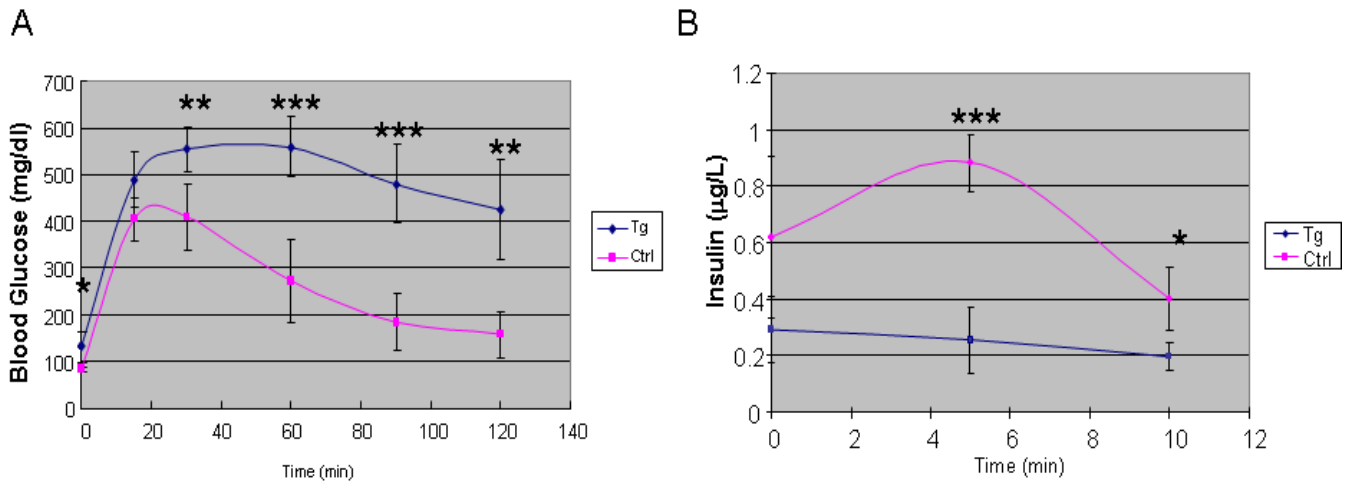 A
Blood Glucose (mg/dl)
700
600
500
400
300
200
100
0
*
**
***
***
**
0 20 40 60 80 100 120 140
Time (min)
Tg
Ctrl
B
Insulin (µg/L)
1.2
1
0.8
0.6
0.4
0.2
0
***
*
0 2 4 6 8 10 12
Time (min)
Tg
Ctrl